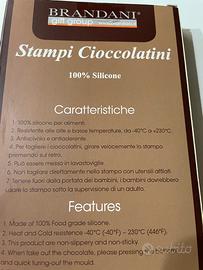 BRANDANI
gift group
Stampi Cioccolatini
100% Silicone
Caratteristiche
1. 100% silicone per alimenti.
2. Resistente alle alte e basse temperature, da -40°C a +230°C.
3. Antiscivolo e antiaderente.
4. Per togliere i cioccolatini, girare velocemente lo stampo
premendo sul retro.
5. Può essere messo in lavastoviglie
6. Non tagliare direttamente nello stampo con utensili affilati
7. Tenere fuori dalla portata dei bambini, i bambini dovrebbero
usare lo stampo sotto la supervisione di un adulto.
Features
1. Made of 100% Food grade silicone.
2. Heat and Cold resistance -40°C) - 230°C (446°F).
3. This product are non-slippery and non-sticky.
4. When take out the chocolate, please pressing
and quick turing-out the mould.
subito